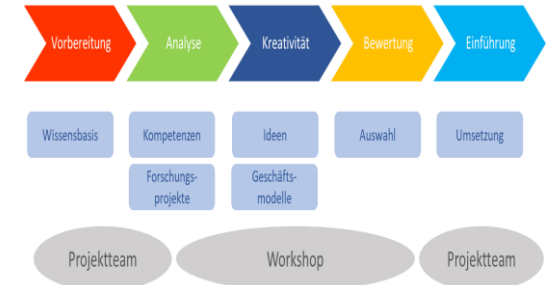 Vorbereitung
Analyse
Kreativität
Bewertung
Einführung
Wissensbasis
Kompetenzen
Ideen
Auswahl
Umsetzung
Forschungs-
projekte
Geschäfts-
modelle
Projektteam
Workshop
Projektteam